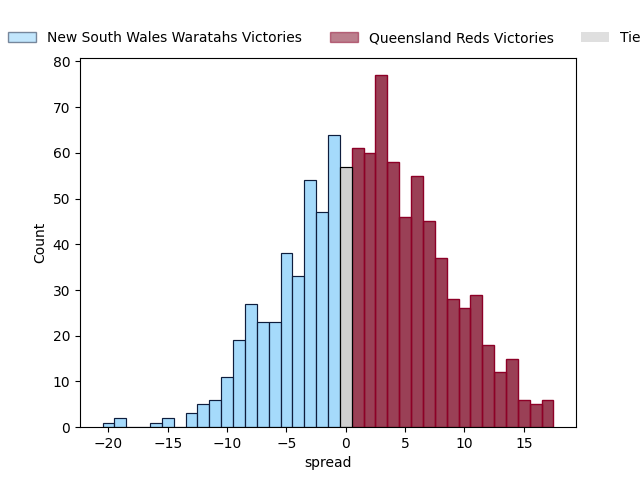 New South Wales Waratahs Victories Queensland Reds Victories Tie
80
70
60
50
40
30
20
10
0
Count
−20 −15 −10 −5 0 5 10 15
spread